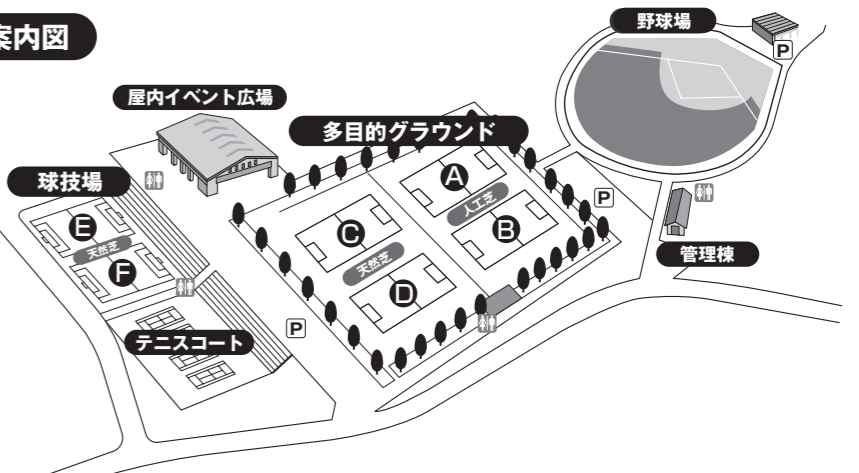 案内図
野球場
P
屋内イベント広場
多目的グラウンド
球技場
A
人工芝
B
P
C
天然芝
D
E
天然芝
F
管理棟
P
テニスコート